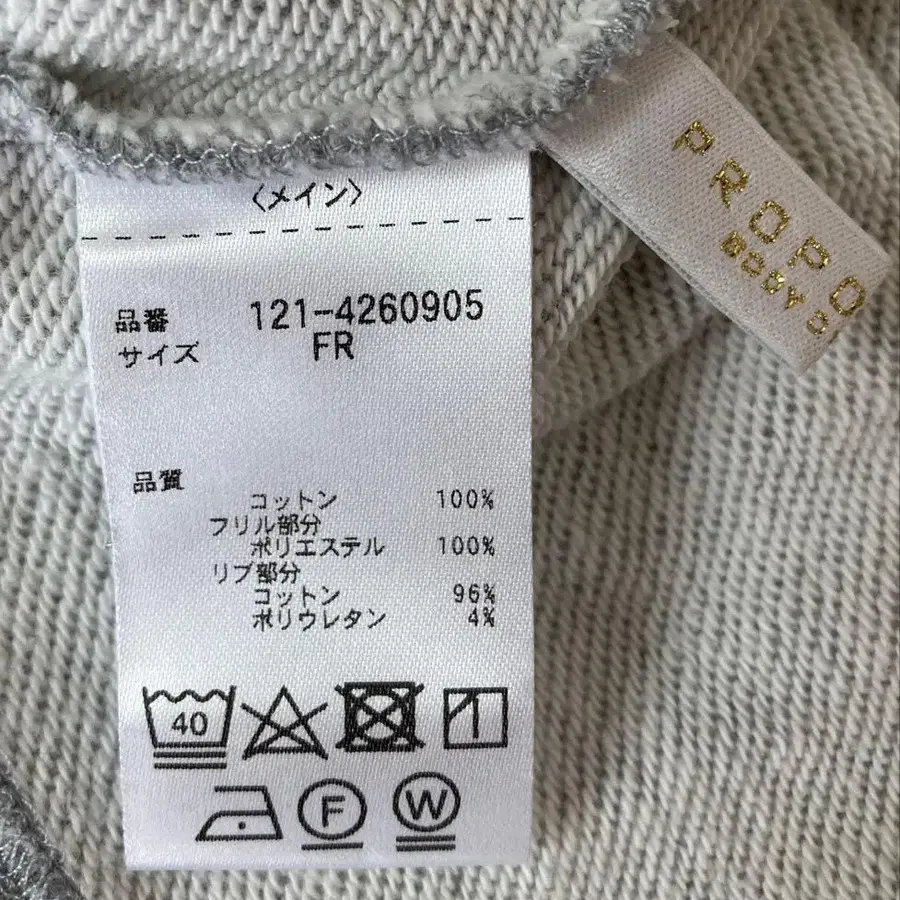 〈メイン〉
品番 121-4260905
サイズ FR
品質
コットン 100%
フリル部分
ポリエステル 100%
リブ部分
コットン 96%
ポリウレタン 4%
40
F W
PROPO
BODY